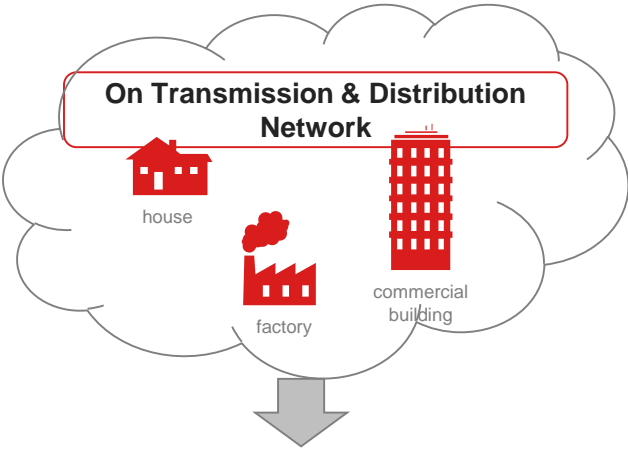 On Transmission & Distribution
Network
house
factory
commercial
building